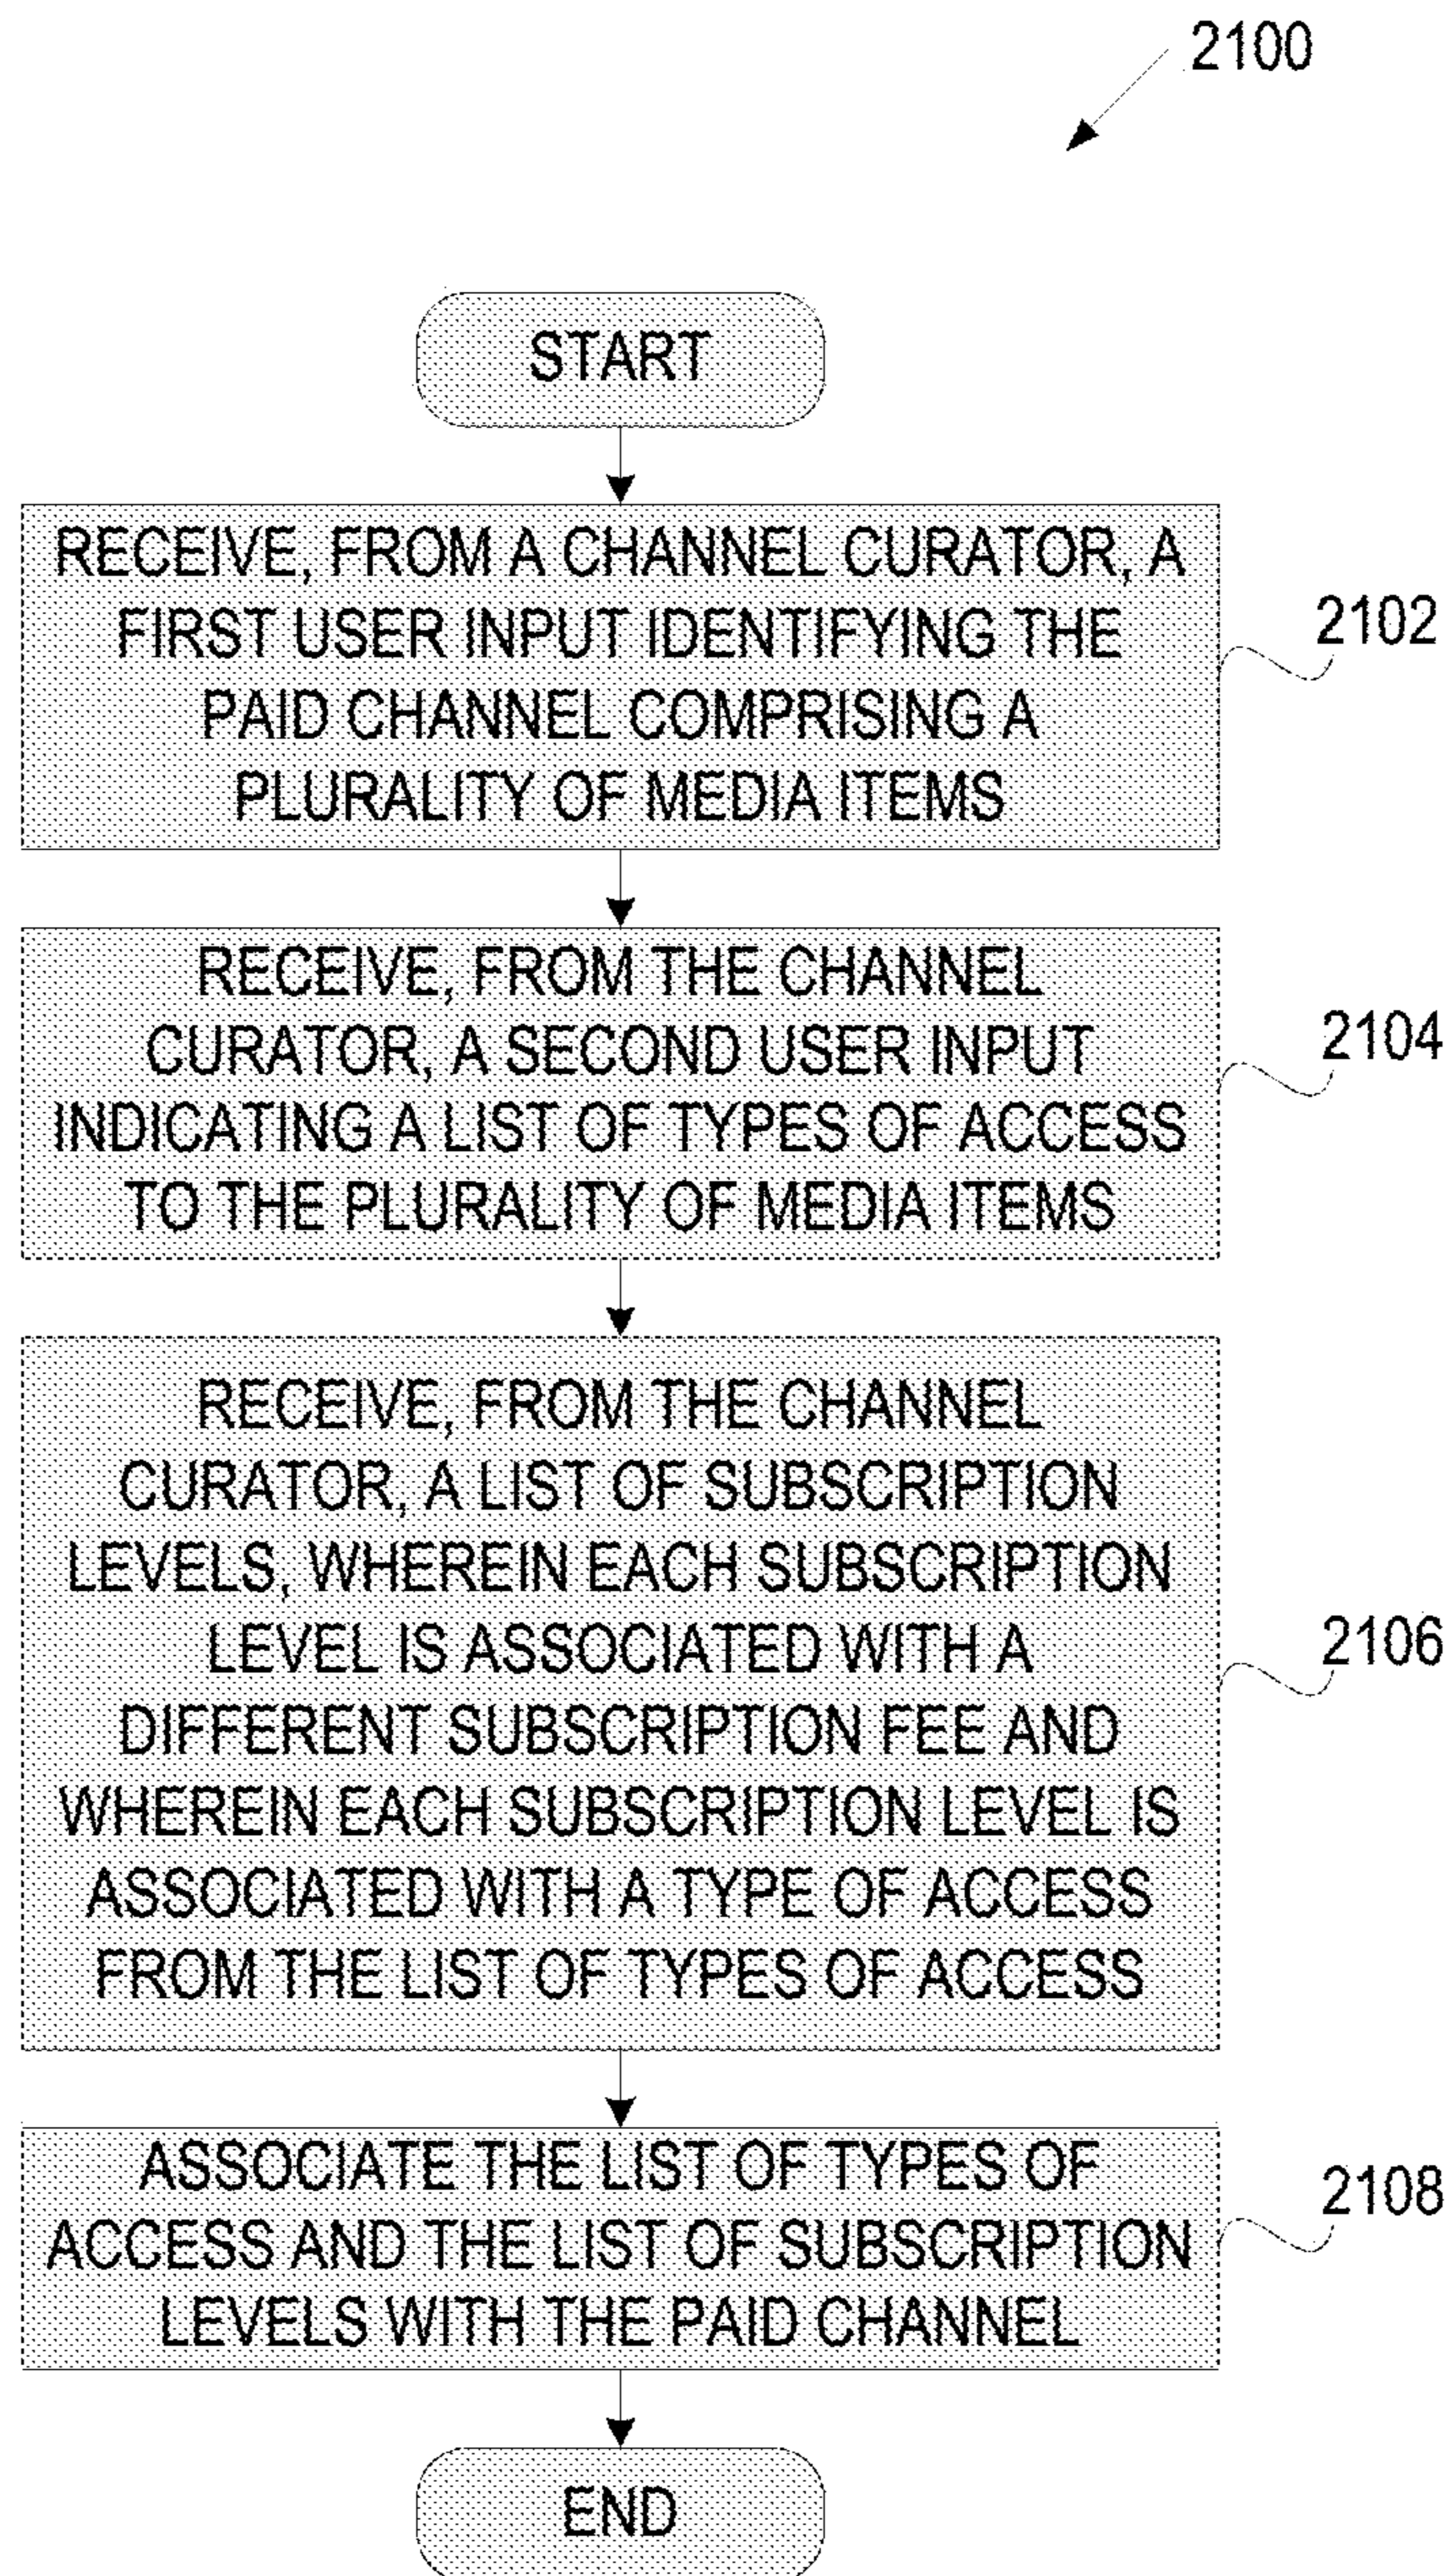 2100
START
RECEIVE, FROM A CHANNEL CURATOR, A
FIRST USER INPUT IDENTIFYING THE
PAID CHANNEL COMPRISING A
PLURALITY OF MEDIA ITEMS
2102
RECEIVE, FROM THE CHANNEL
CURATOR, A SECOND USER INPUT
INDICATING A LIST OF TYPES OF ACCESS
TO THE PLURALITY OF MEDIA ITEMS
2104
RECEIVE, FROM THE CHANNEL
CURATOR, A LIST OF SUBSCRIPTION
LEVELS, WHEREIN EACH SUBSCRIPTION
LEVEL IS ASSOCIATED WITH A
DIFFERENT SUBSCRIPTION FEE AND
WHEREIN EACH SUBSCRIPTION LEVEL IS
ASSOCIATED WITH A TYPE OF ACCESS
FROM THE LIST OF TYPES OF ACCESS
2106
ASSOCIATE THE LIST OF TYPES OF
ACCESS AND THE LIST OF SUBSCRIPTION
LEVELS WITH THE PAID CHANNEL
2108
END